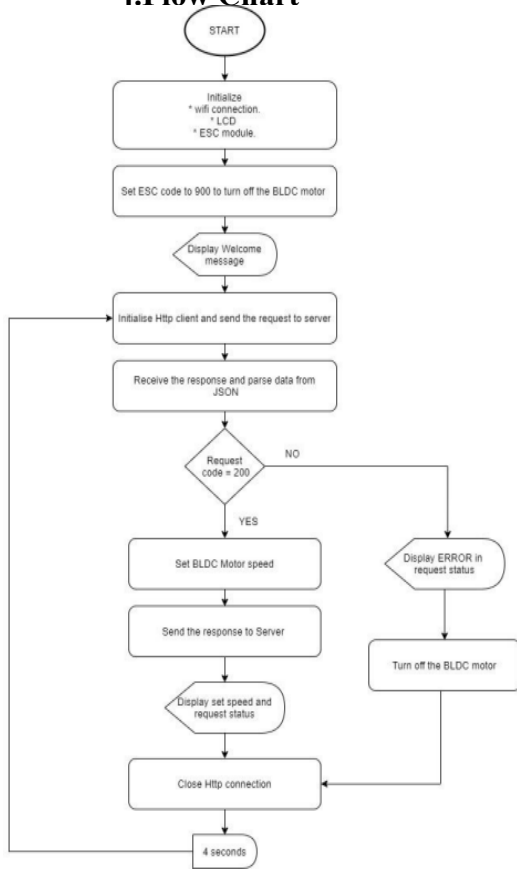 4.Flow Chart
START
Initialize
* wifi connection.
* LCD
* ESC module.
Set ESC code to 900 to turn off the BLDC motor
Display Welcome
message
Initialise Http client and send the request to server
Receive the response and parse data from
JSON
Request
code = 200
NO
YES
Set BLDC Motor speed
Display ERROR in
request status
Send the response to Server
Turn off the BLDC motor
Display set speed and
request status
Close Http connection
4 seconds